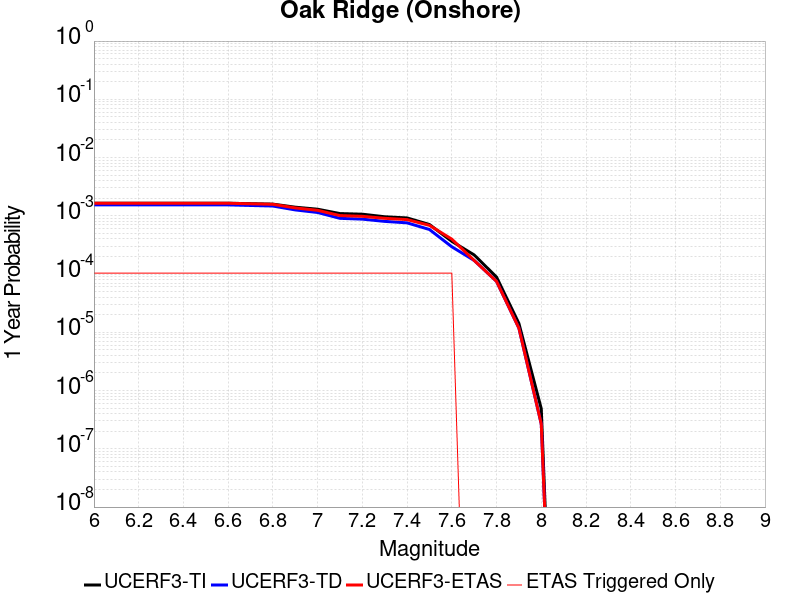 Oak Ridge (Onshore)
10^0
10^-1
10^-2
10^-3
10^-4
10^-5
10^-6
10^-7
10^-8
1 Year Probability
6 6.2 6.4 6.6 6.8 7 7.2 7.4 7.6 7.8 8 8.2 8.4 8.6 8.8 9
Magnitude
UCERF3-TI UCERF3-TD UCERF3-ETAS ETAS Triggered Only